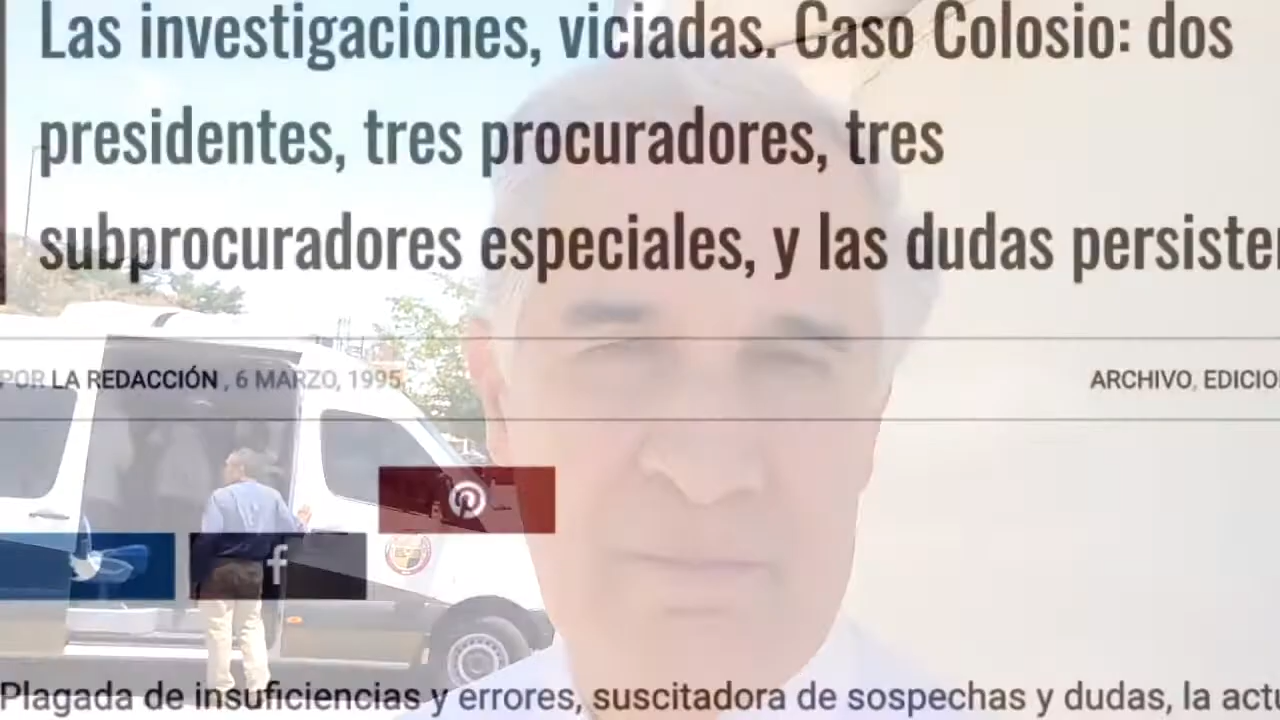 Las investigaciones, viciadas. Caso Colosio: dos
presidentes, tres procuradores, tres
subprocuradores especiales, y las dudas persiste
POR LA REDACCIÓN , 6 MARZO, 1995
ARCHIVO, EDICIO
Plagada de insuficiencias y errores, suscitadora de sospechas y dudas, la actu